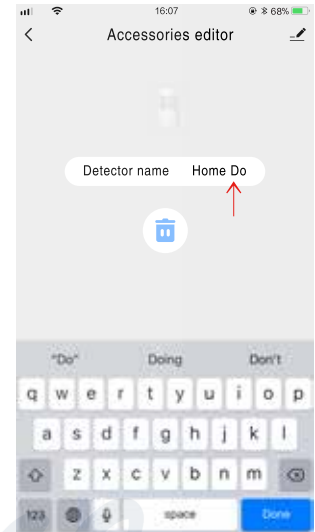 16:07 68%
Accessories editor
Detector name Home Do
"Do" Doing Don't
q w e r t y u i o p
a s d f g h j k l
z x c v b n m
123 space Done